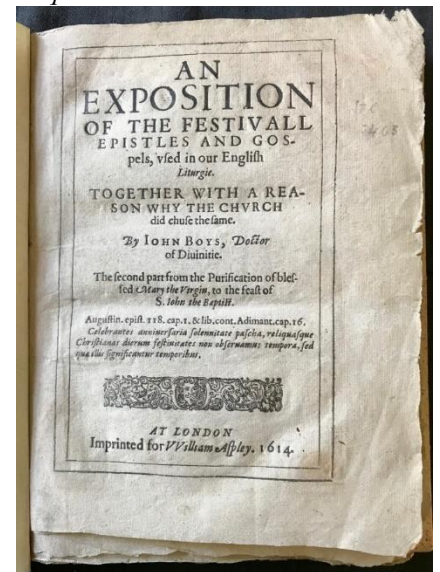 AN
EXPOSITION
OF THE FESTIVALL
EPISTLES AND GOS-
pels, vsed in our English
Liturgie.
TOGETHER WITH A REA-
SON WHY THE CHVRCH
did chuse the same.
By IOHN BOYS, Doctor
of Diuinitie.
The second part from the Purification of bles-
sed Mary the Virgin, to the feast of
S. Iohn the Baptist.
Augustin. epist. 118. cap. 1. & lib. cont. Adimant. cap. 16.
Celebrantes anniuersaria solennitate pascha, reliquasque
Christianas dierum festiuitates non obseruamus tempora, sed
quæ illis significantur temporibus.
AT LONDON
Imprinted for VVilliam Aspley. 1614.